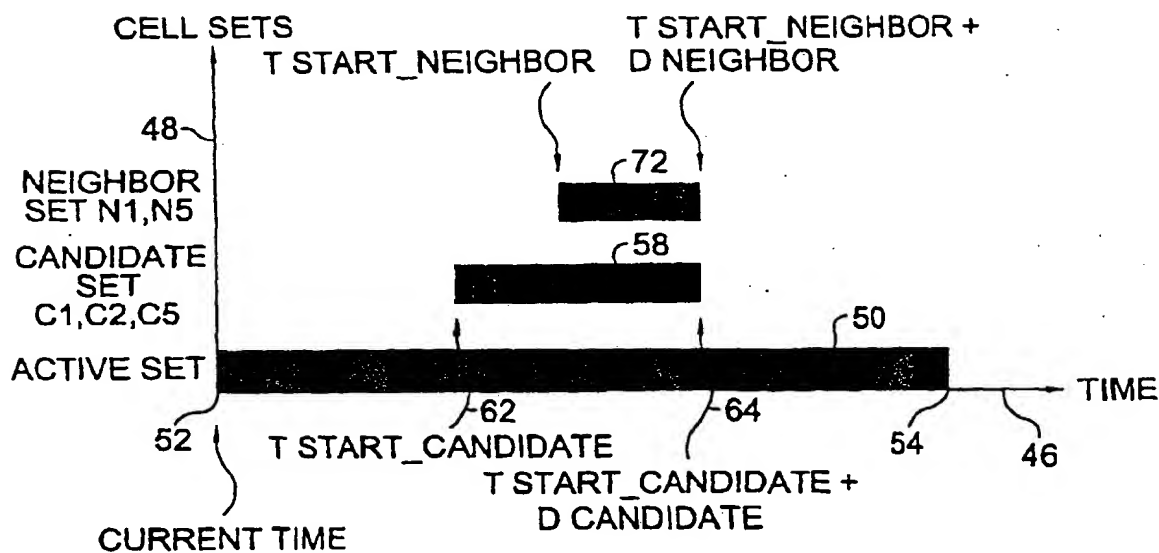 CELL SETS
T START_NEIGHBOR
T START_NEIGHBOR +
D NEIGHBOR
48
72
NEIGHBOR
SET N1,N5
58
CANDIDATE
SET
C1,C2,C5
50
ACTIVE SET
TIME
52
62
64
54
46
T START_CANDIDATE
T START_CANDIDATE +
D CANDIDATE
CURRENT TIME